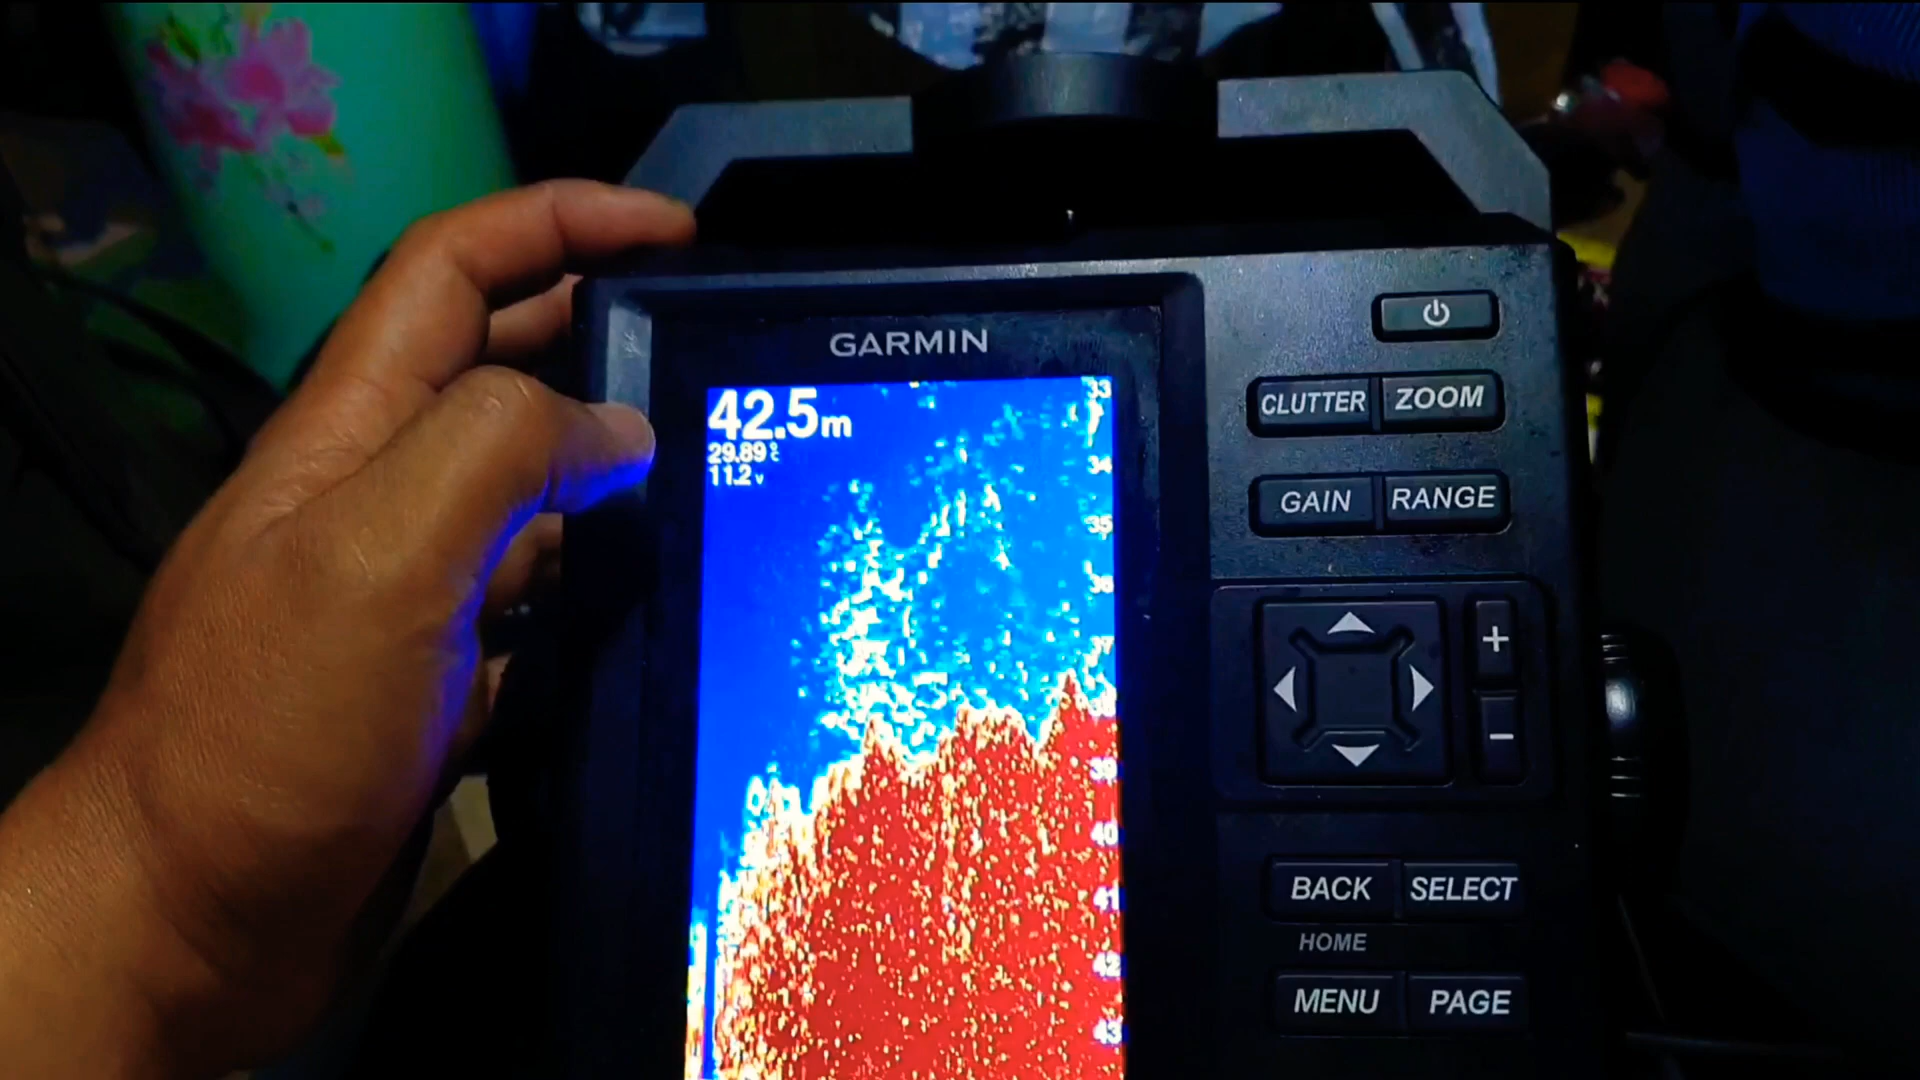 GARMIN
42.5m
29.89°C
11.2V
33
34
35
36
37
38
39
40
41
42
43
CLUTTER
ZOOM
GAIN
RANGE
+
−
BACK
SELECT
HOME
MENU
PAGE